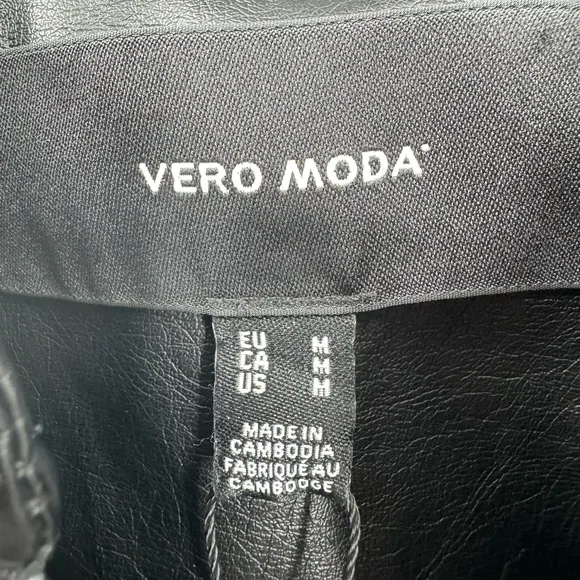 VERO MODA
EU M
CA M
US M
MADE IN
CAMBODIA
FABRIQUÉ AU
CAMBODGE